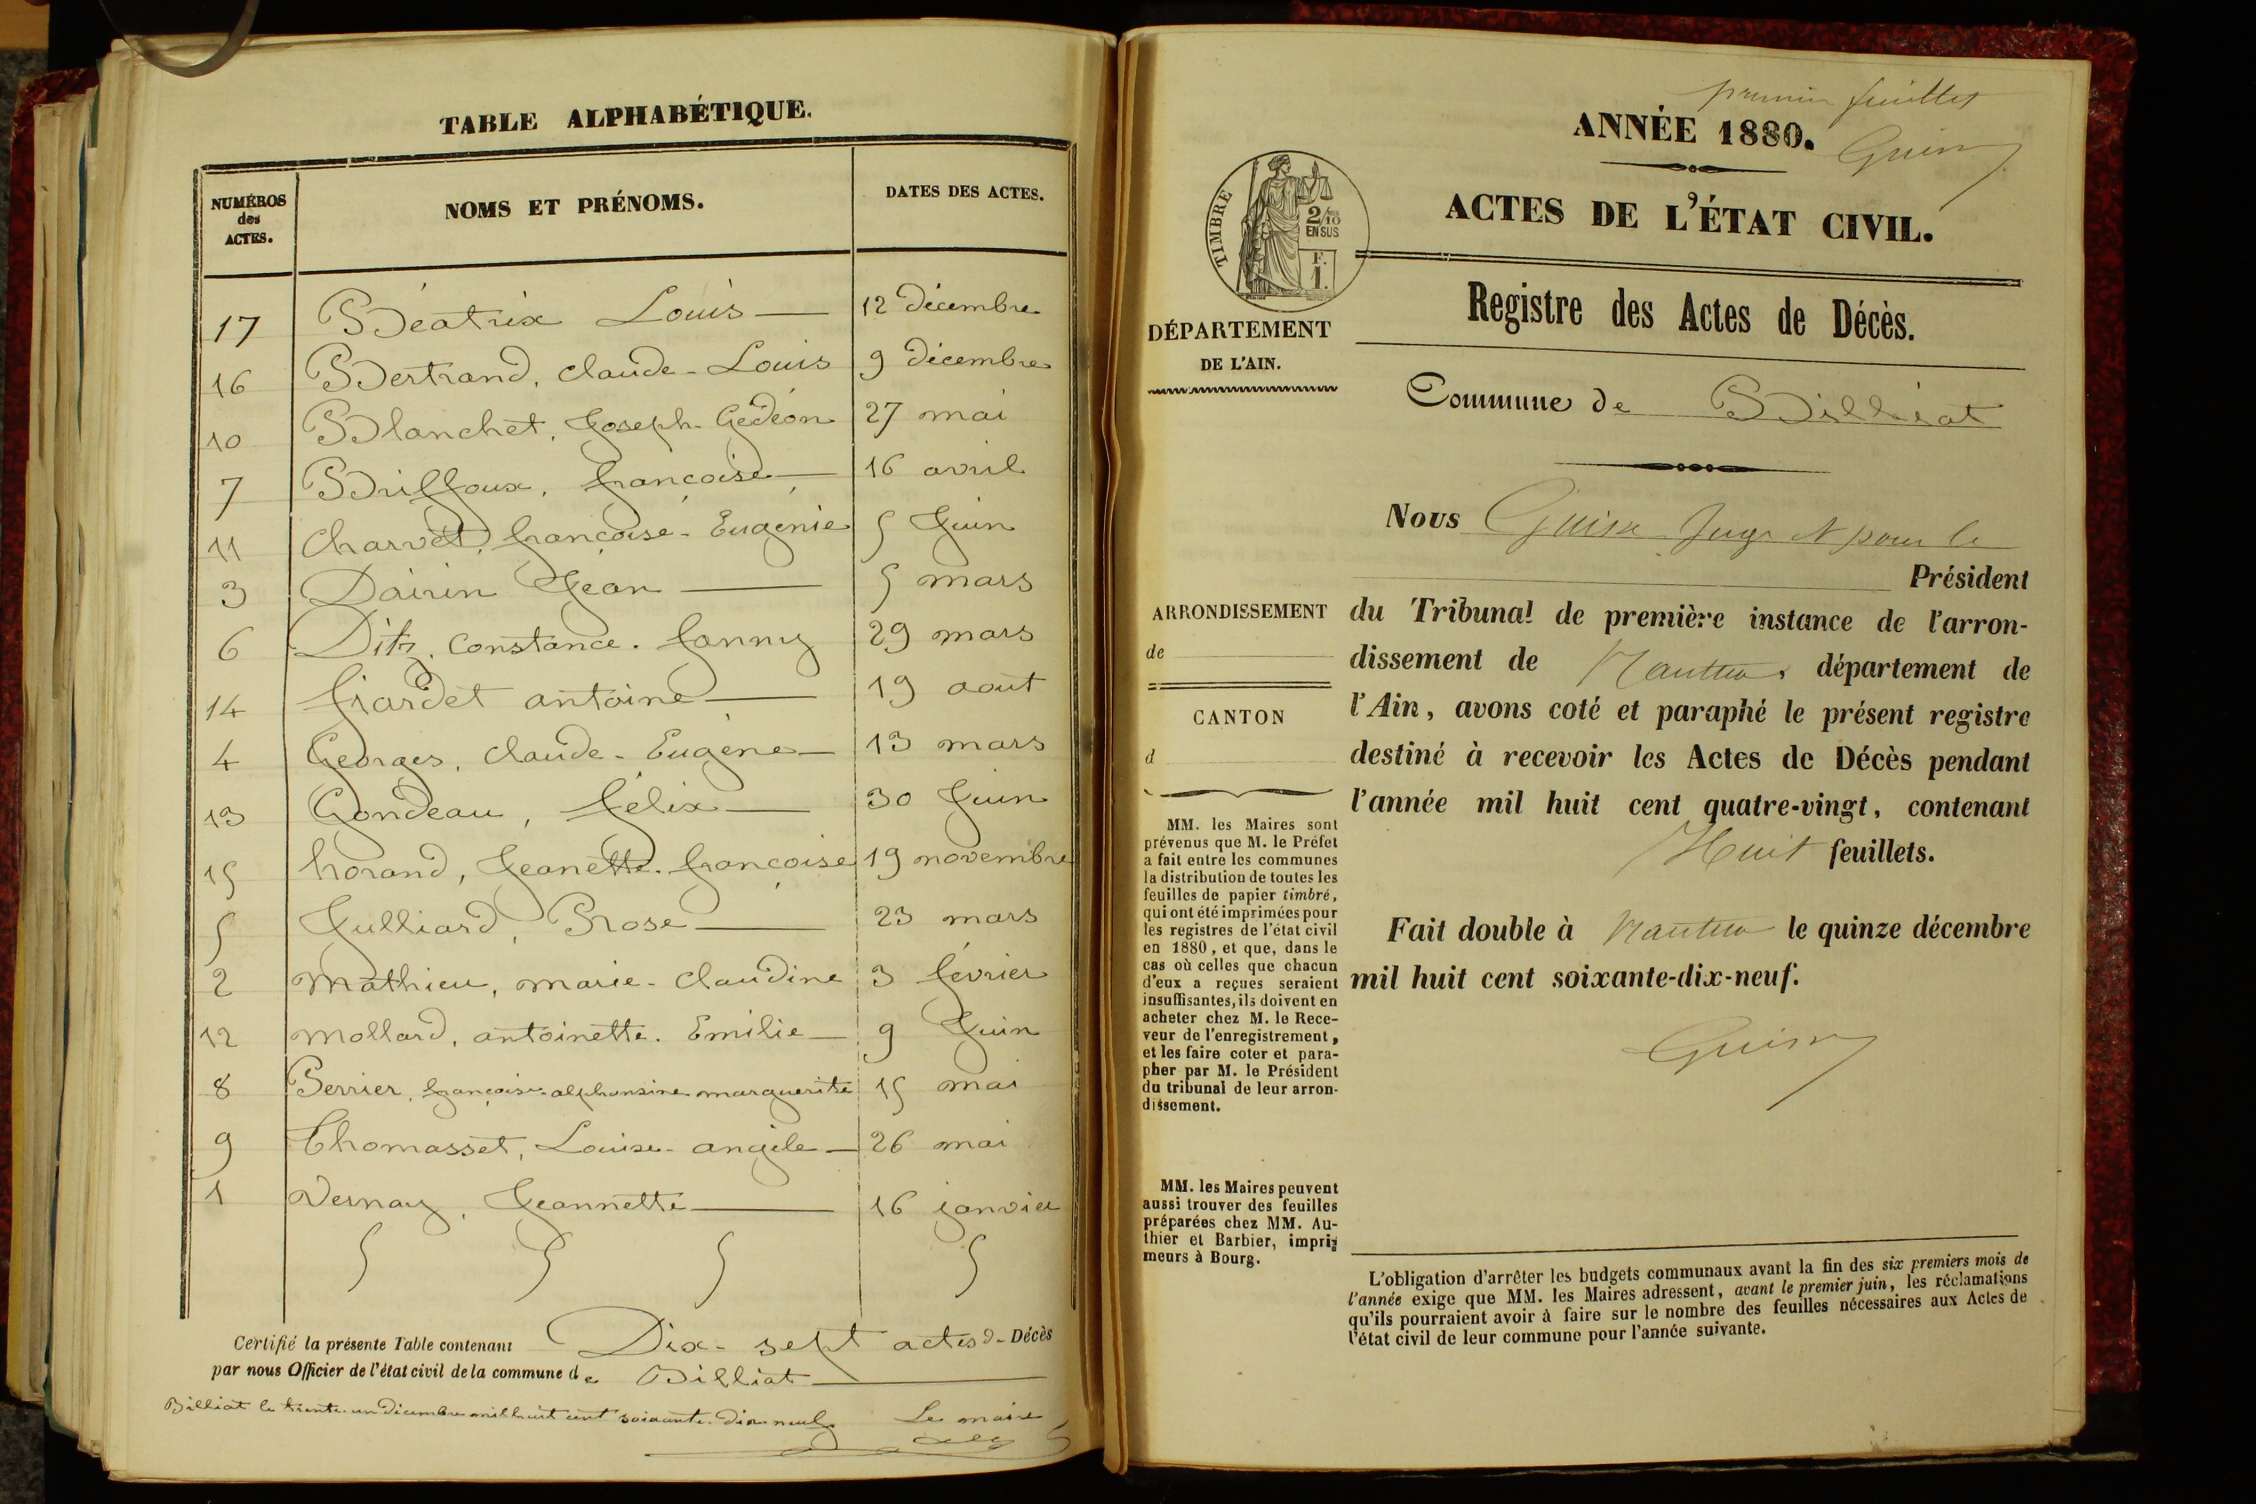 TABLE ALPHABÉTIQUE.
NUMÉROS des ACTES. NOMS ET PRÉNOMS. DATES DES ACTES.
17 Béatrix Louis 12 Décembre
16 Bertrand, Claude-Louis 9 Décembre
10 Blanchet, Joseph-Gédéon 27 mai
7 Briffoux, françoise 16 avril
11 Charvet, françoise-Eugénie 5 Juin
3 Dairin Jean 5 mars
6 Constance-fanny 29 mars
14 antoine 19 aout
4 Georges, Claude-Eugène 13 mars
13 Gondeau, félix 30 Juin
15 Jeanette-françoise 19 novembre
5 Julliard, Rose 23 mars
2 Mathieu, marie-Claudine 3 février
12 Mollard, antoinette-Emilie 9 Juin
8 Perrier, françoise-alphonsine marguerite 15 mai
9 Thomasset, Louise-angèle 26 mai
1 Vernay, Jeannette 16 janvier
Certifié la présente Table contenant Dix-sept actes de Décès
par nous Officier de l'état civil de la commune de Billiat
Billiat le trente-un Décembre mil huit cent soixante-dix-neuf
Le maire
premier feuillet
Guin
ANNÉE 1880.
ACTES DE L'ÉTAT CIVIL.
TIMBRE
2/10
EN SUS
F.
1.
Registre des Actes de Décès.
DÉPARTEMENT
DE L'AIN.
Commune de Billiat
Nous Juge pour le
Président
du Tribunal de première instance de l'arron-
dissement de Nantua département de
l'Ain, avons coté et paraphé le présent registre
destiné à recevoir les Actes de Décès pendant
l'année mil huit cent quatre-vingt, contenant
Huit feuillets.
Fait double à Nantua le quinze décembre
mil huit cent soixante-dix-neuf.
ARRONDISSEMENT
de
CANTON
d
MM. les Maires sont
prévenus que M. le Préfet
a fait entre les communes
la distribution de toutes les
feuilles de papier timbré,
qui ont été imprimées pour
les registres de l'état civil
en 1880, et que, dans le
cas où celles que chacun
d'eux a reçues seraient
insuffisantes, ils doivent en
acheter chez M. le Rece-
veur de l'enregistrement,
et les faire coter et para-
pher par M. le Président
du tribunal de leur arron-
dissement.
MM. les Maires peuvent
aussi trouver des feuilles
préparées chez MM. Au-
thier et Barbier, impri-
meurs à Bourg.
L'obligation d'arrêter les budgets communaux avant la fin des six premiers mois de
l'année exige que MM. les Maires adressent, avant le premier juin, les réclamations
qu'ils pourraient avoir à faire sur le nombre des feuilles nécessaires aux Actes de
l'état civil de leur commune pour l'année suivante.